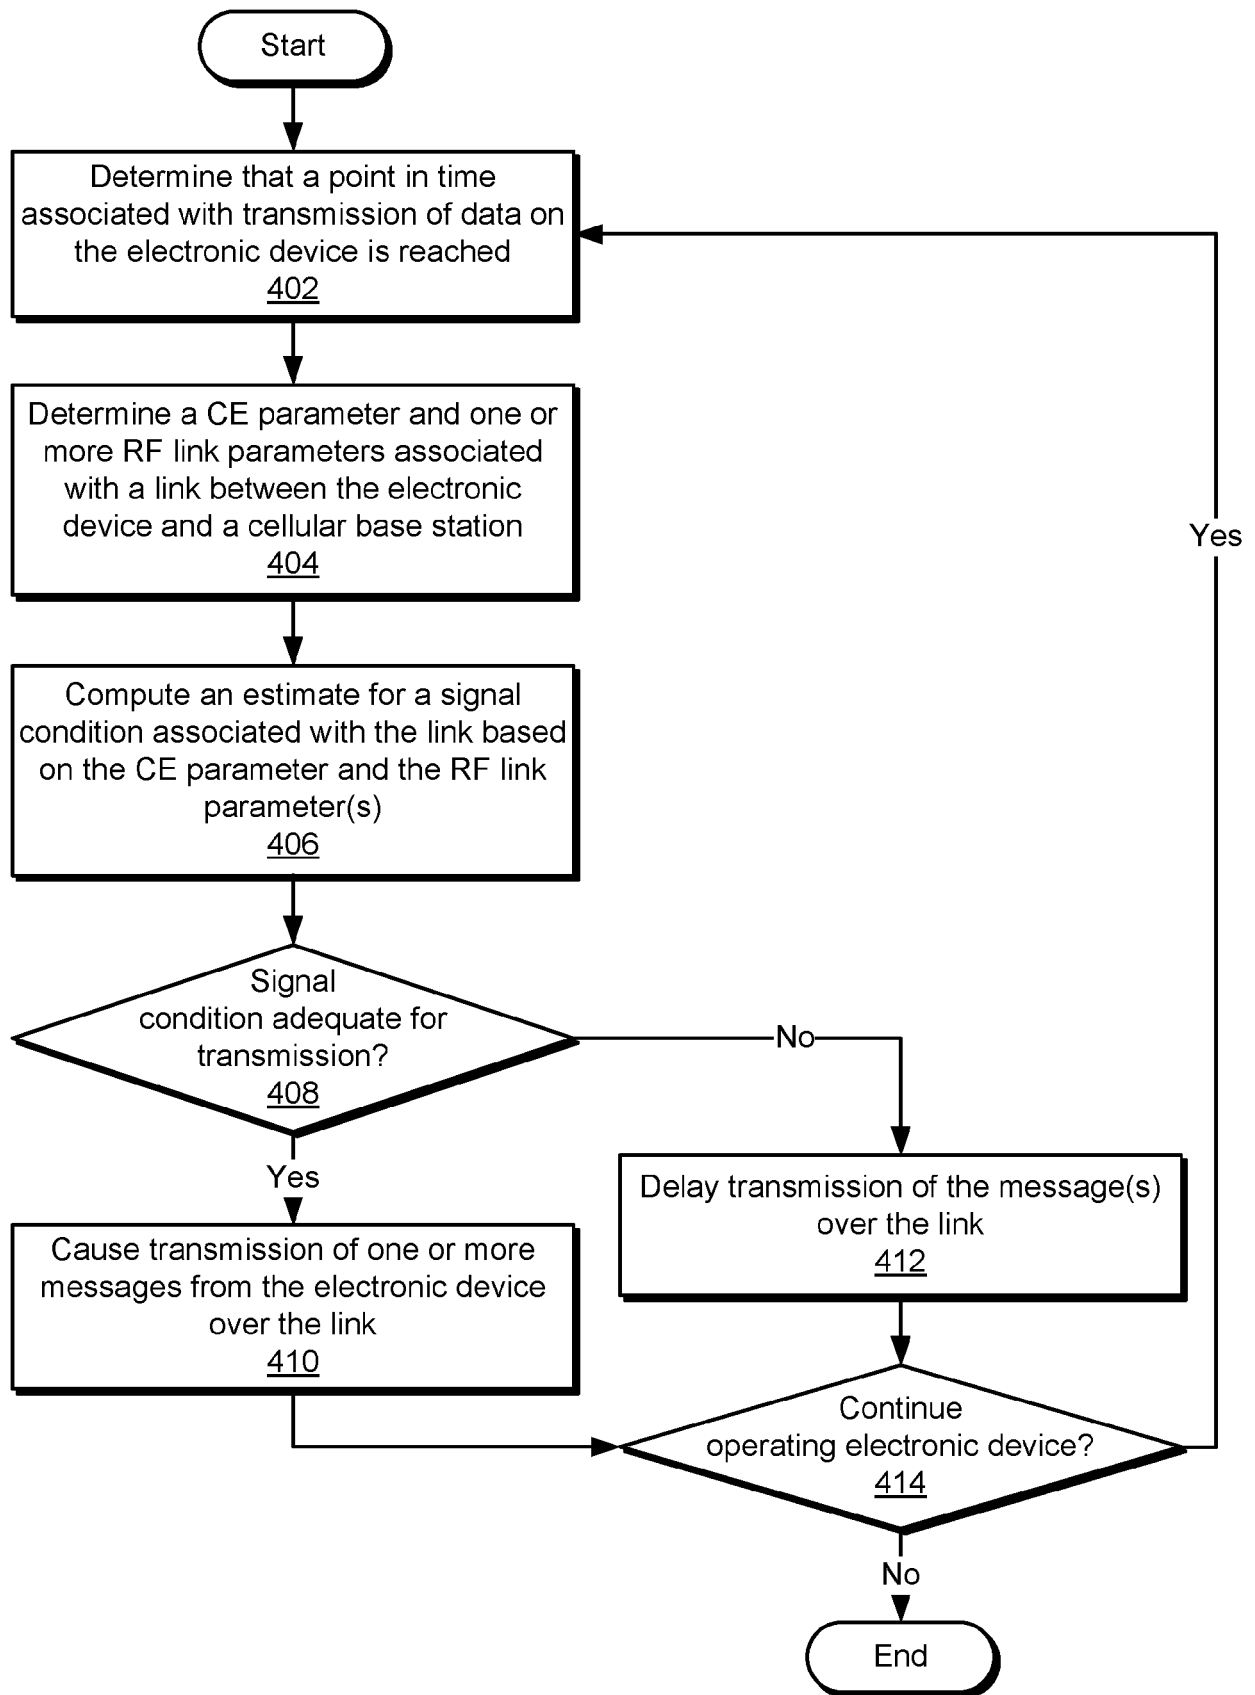 Start
Determine that a point in time
associated with transmission of data on
the electronic device is reached
402
Determine a CE parameter and one or
more RF link parameters associated
with a link between the electronic
device and a cellular base station
404
Yes
Compute an estimate for a signal
condition associated with the link based
on the CE parameter and the RF link
parameter(s)
406
Signal
condition adequate for
transmission?
408
No
Yes
Delay transmission of the message(s)
over the link
412
Cause transmission of one or more
messages from the electronic device
over the link
410
Continue
operating electronic device?
414
No
End